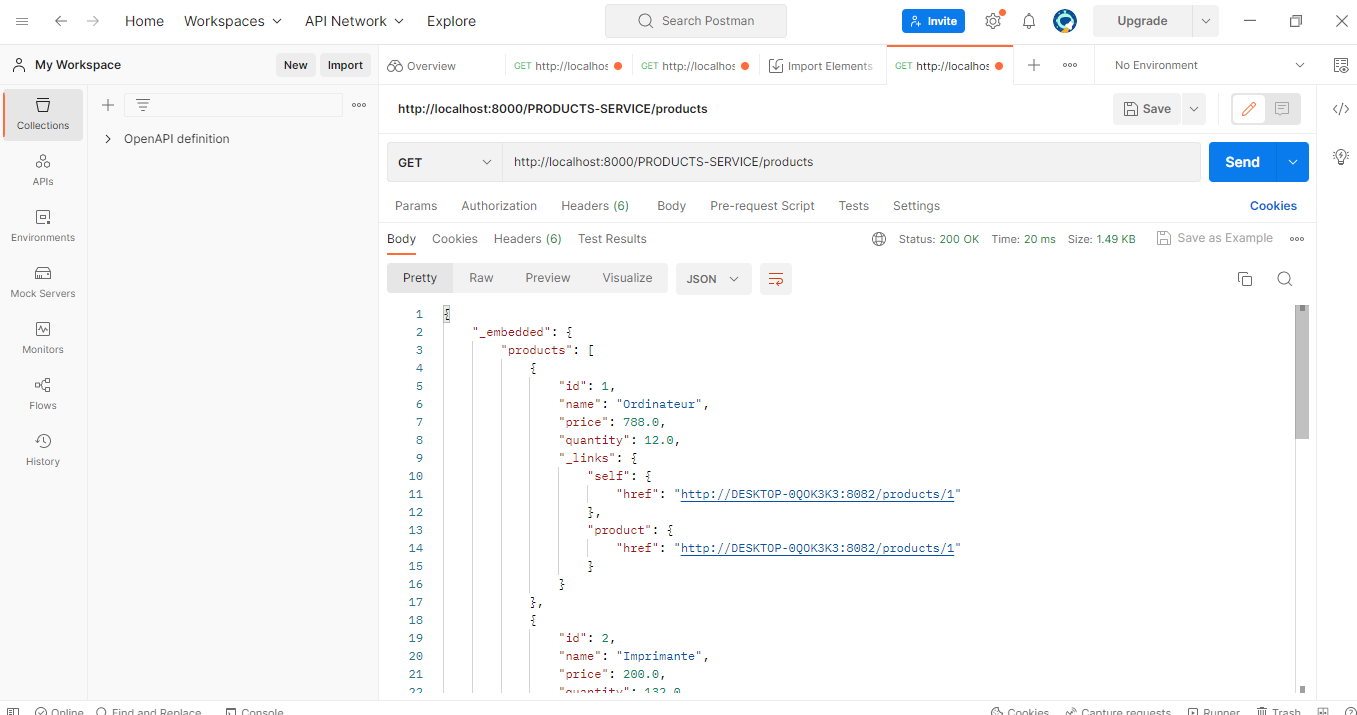 Home Workspaces API Network Explore Search Postman Invite Upgrade
My Workspace New Import Overview GET http://localhos GET http://localhos Import Elements GET http://localhos No Environment
http://localhost:8000/PRODUCTS-SERVICE/products Save
Collections
OpenAPI definition
GET http://localhost:8000/PRODUCTS-SERVICE/products Send
APIs
Params Authorization Headers (6) Body Pre-request Script Tests Settings Cookies
Environments
Body Cookies Headers (6) Test Results Status: 200 OK Time: 20 ms Size: 1.49 KB Save as Example
Pretty Raw Preview Visualize JSON
Mock Servers
Monitors
Flows
History
1 {
2 "_embedded": {
3 "products": [
4 {
5 "id": 1,
6 "name": "Ordinateur",
7 "price": 788.0,
8 "quantity": 12.0,
9 "_links": {
10 "self": {
11 "href": "http://DESKTOP-0QOK3K3:8082/products/1"
12 },
13 "product": {
14 "href": "http://DESKTOP-0QOK3K3:8082/products/1"
15 }
16 }
17 },
18 {
19 "id": 2,
20 "name": "Imprimante",
21 "price": 200.0,
22 "quantity": 132.0
Online Find and Replace Console Cookies Capture requests Runner Trash